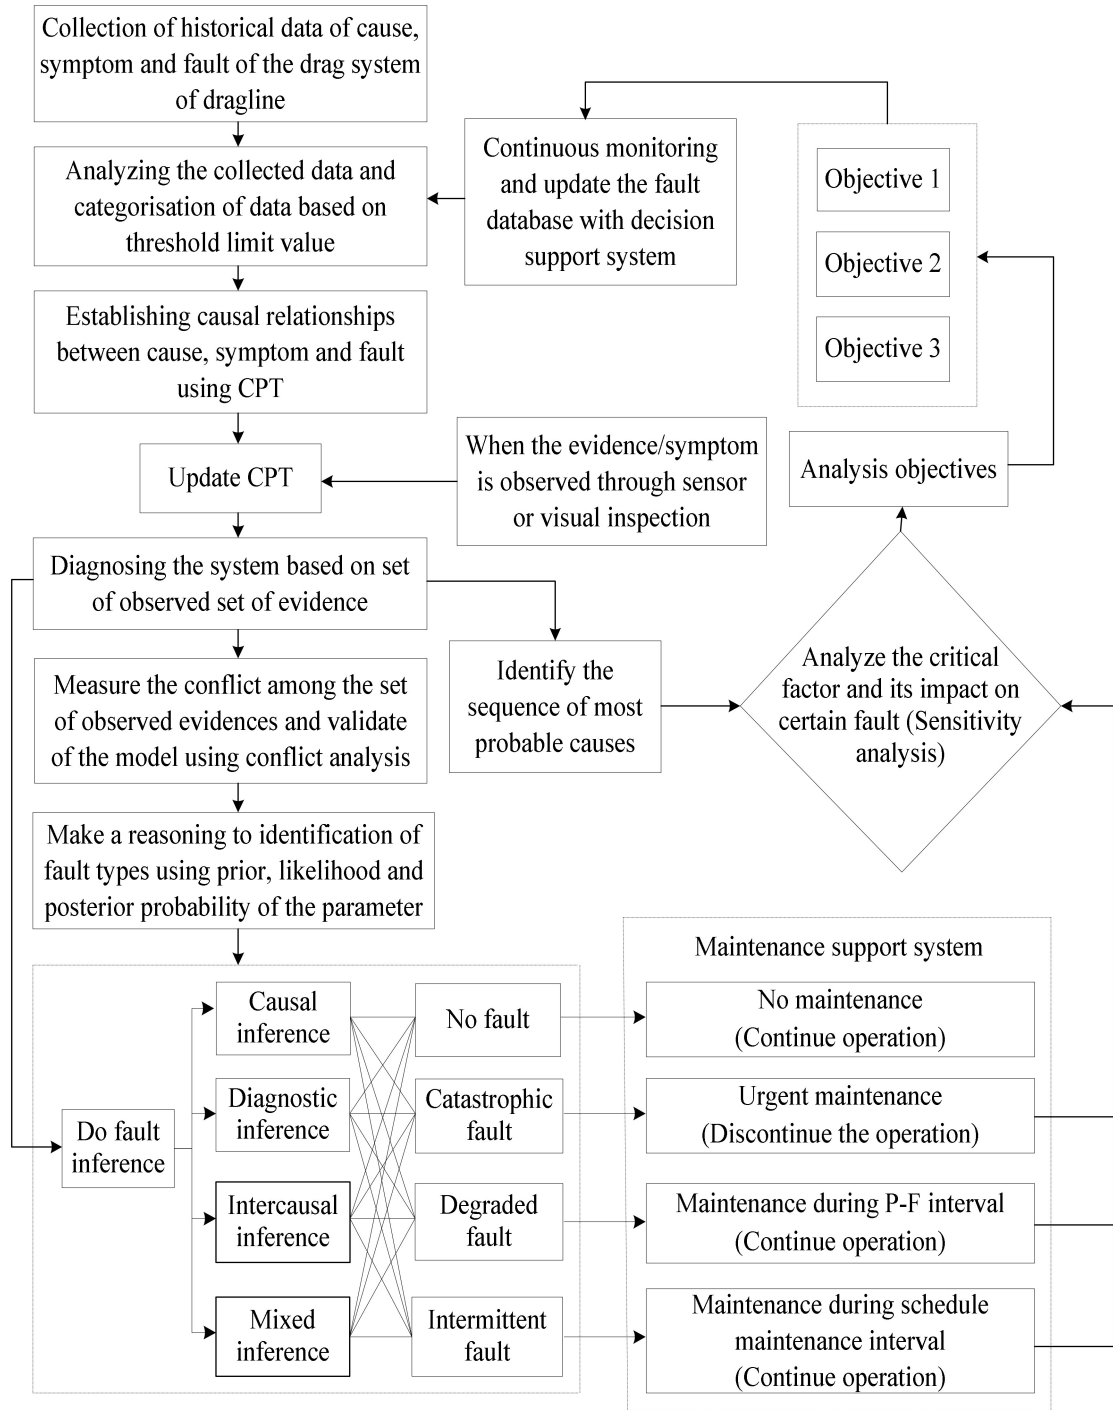 Collection of historical data of cause,
symptom and fault of the drag system
of dragline
Analyzing the collected data and
categorisation of data based on
threshold limit value
Establishing causal relationships
between cause, symptom and fault
using CPT
Update CPT
Diagnosing the system based on set
of observed set of evidence
Measure the conflict among the set
of observed evidences and validate
of the model using conflict analysis
Make a reasoning to identification of
fault types using prior, likelihood and
posterior probability of the parameter
Continuous monitoring
and update the fault
database with decision
support system
When the evidence/symptom
is observed through sensor
or visual inspection
Identify the
sequence of most
probable causes
Objective 1
Objective 2
Objective 3
Analysis objectives
Analyze the critical
factor and its impact on
certain fault (Sensitivity
analysis)
Do fault
inference
Causal
inference
Diagnostic
inference
Intercausal
inference
Mixed
inference
No fault
Catastrophic
fault
Degraded
fault
Intermittent
fault
Maintenance support system
No maintenance
(Continue operation)
Urgent maintenance
(Discontinue the operation)
Maintenance during P-F interval
(Continue operation)
Maintenance during schedule
maintenance interval
(Continue operation)